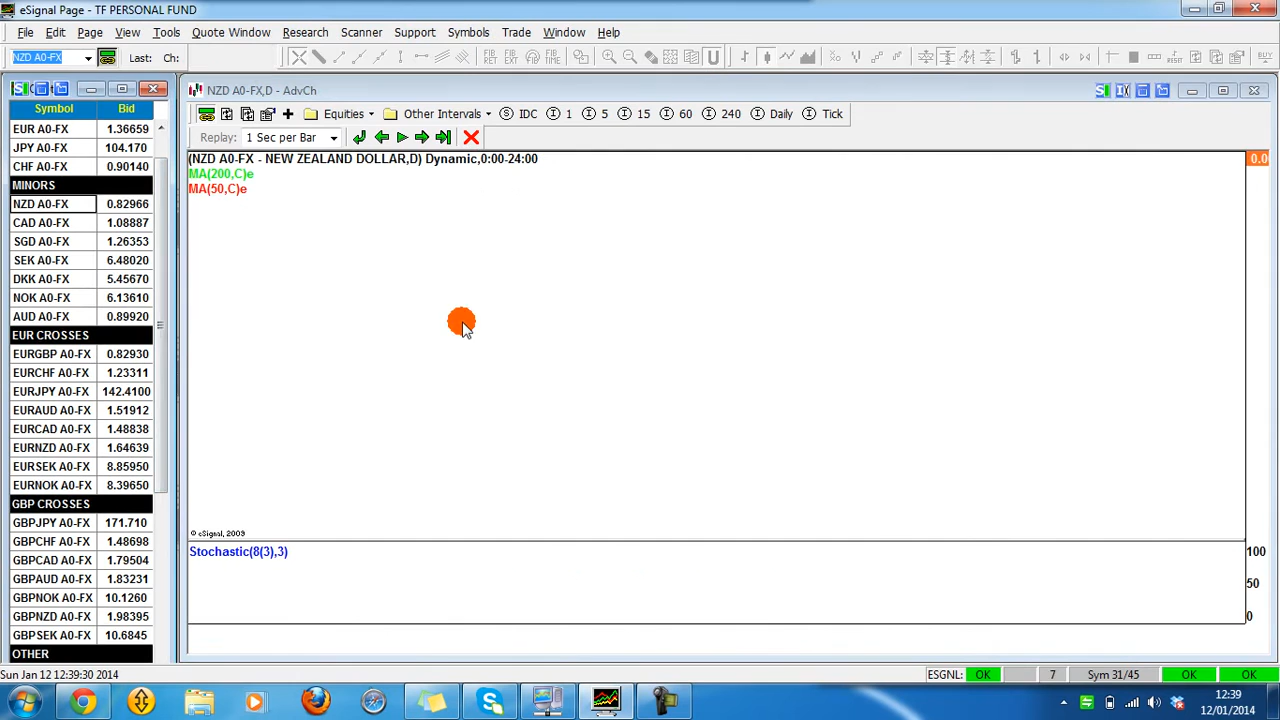 eSignal Page - TF PERSONAL FUND
File Edit Page View Tools Quote Window Research Scanner Support Symbols Trade Window Help
NZD A0-FX Last: Ch:
NZD A0-FX,D - AdvCh
Symbol Bid
Equities Other Intervals IDC 1 5 15 60 240 Daily Tick
Replay: 1 Sec per Bar
(NZD A0-FX - NEW ZEALAND DOLLAR,D) Dynamic,0:00-24:00
MA(200,C)e
MA(50,C)e
0.0
EUR A0-FX 1.36659
JPY A0-FX 104.170
CHF A0-FX 0.90140
MINORS
NZD A0-FX 0.82966
CAD A0-FX 1.08887
SGD A0-FX 1.26353
SEK A0-FX 6.48020
DKK A0-FX 5.45670
NOK A0-FX 6.13610
AUD A0-FX 0.89920
EUR CROSSES
EURGBP A0-FX 0.82930
EURCHF A0-FX 1.23311
EURJPY A0-FX 142.4100
EURAUD A0-FX 1.51912
EURCAD A0-FX 1.48838
EURNZD A0-FX 1.64639
EURSEK A0-FX 8.85950
EURNOK A0-FX 8.39650
GBP CROSSES
GBPJPY A0-FX 171.710
GBPCHF A0-FX 1.48698
GBPCAD A0-FX 1.79504
GBPAUD A0-FX 1.83231
GBPNOK A0-FX 10.1260
GBPNZD A0-FX 1.98395
GBPSEK A0-FX 10.6845
OTHER
© eSignal, 2009
Stochastic(8(3),3)
100
50
0
Sun Jan 12 12:39:30 2014
ESGNL: OK 7 Sym 31/45 OK OK
12:39
12/01/2014